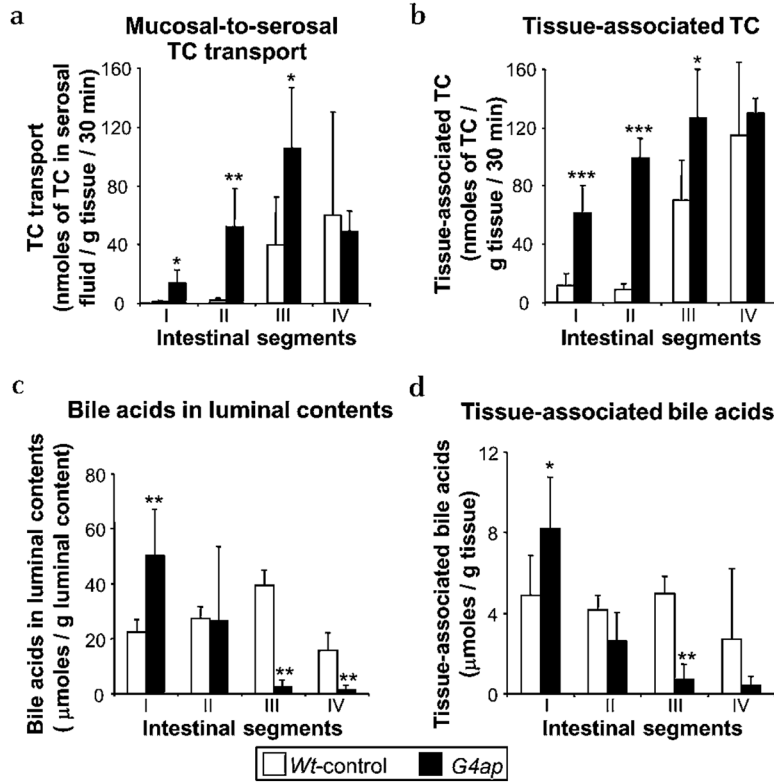 a
Mucosal-to-serosal
TC transport
TC transport
(nmoles of TC in serosal
fluid / g tissue / 30 min)
160
120
80
40
0
*
**
*
I
II
III
IV
Intestinal segments
b
Tissue-associated TC
Tissue-associated TC
(nmoles of TC /
g tissue / 30 min)
160
120
80
40
0
***
***
*
I
II
III
IV
Intestinal segments
c
Bile acids in luminal contents
Bile acids in luminal contents
( μmoles / g luminal content)
80
60
40
20
0
**
**
**
I
II
III
IV
Intestinal segments
d
Tissue-associated bile acids
Tissue-associated bile acids
(μmoles / g tissue)
12
8
4
0
*
**
I
II
III
IV
Intestinal segments
Wt-control
G4ap